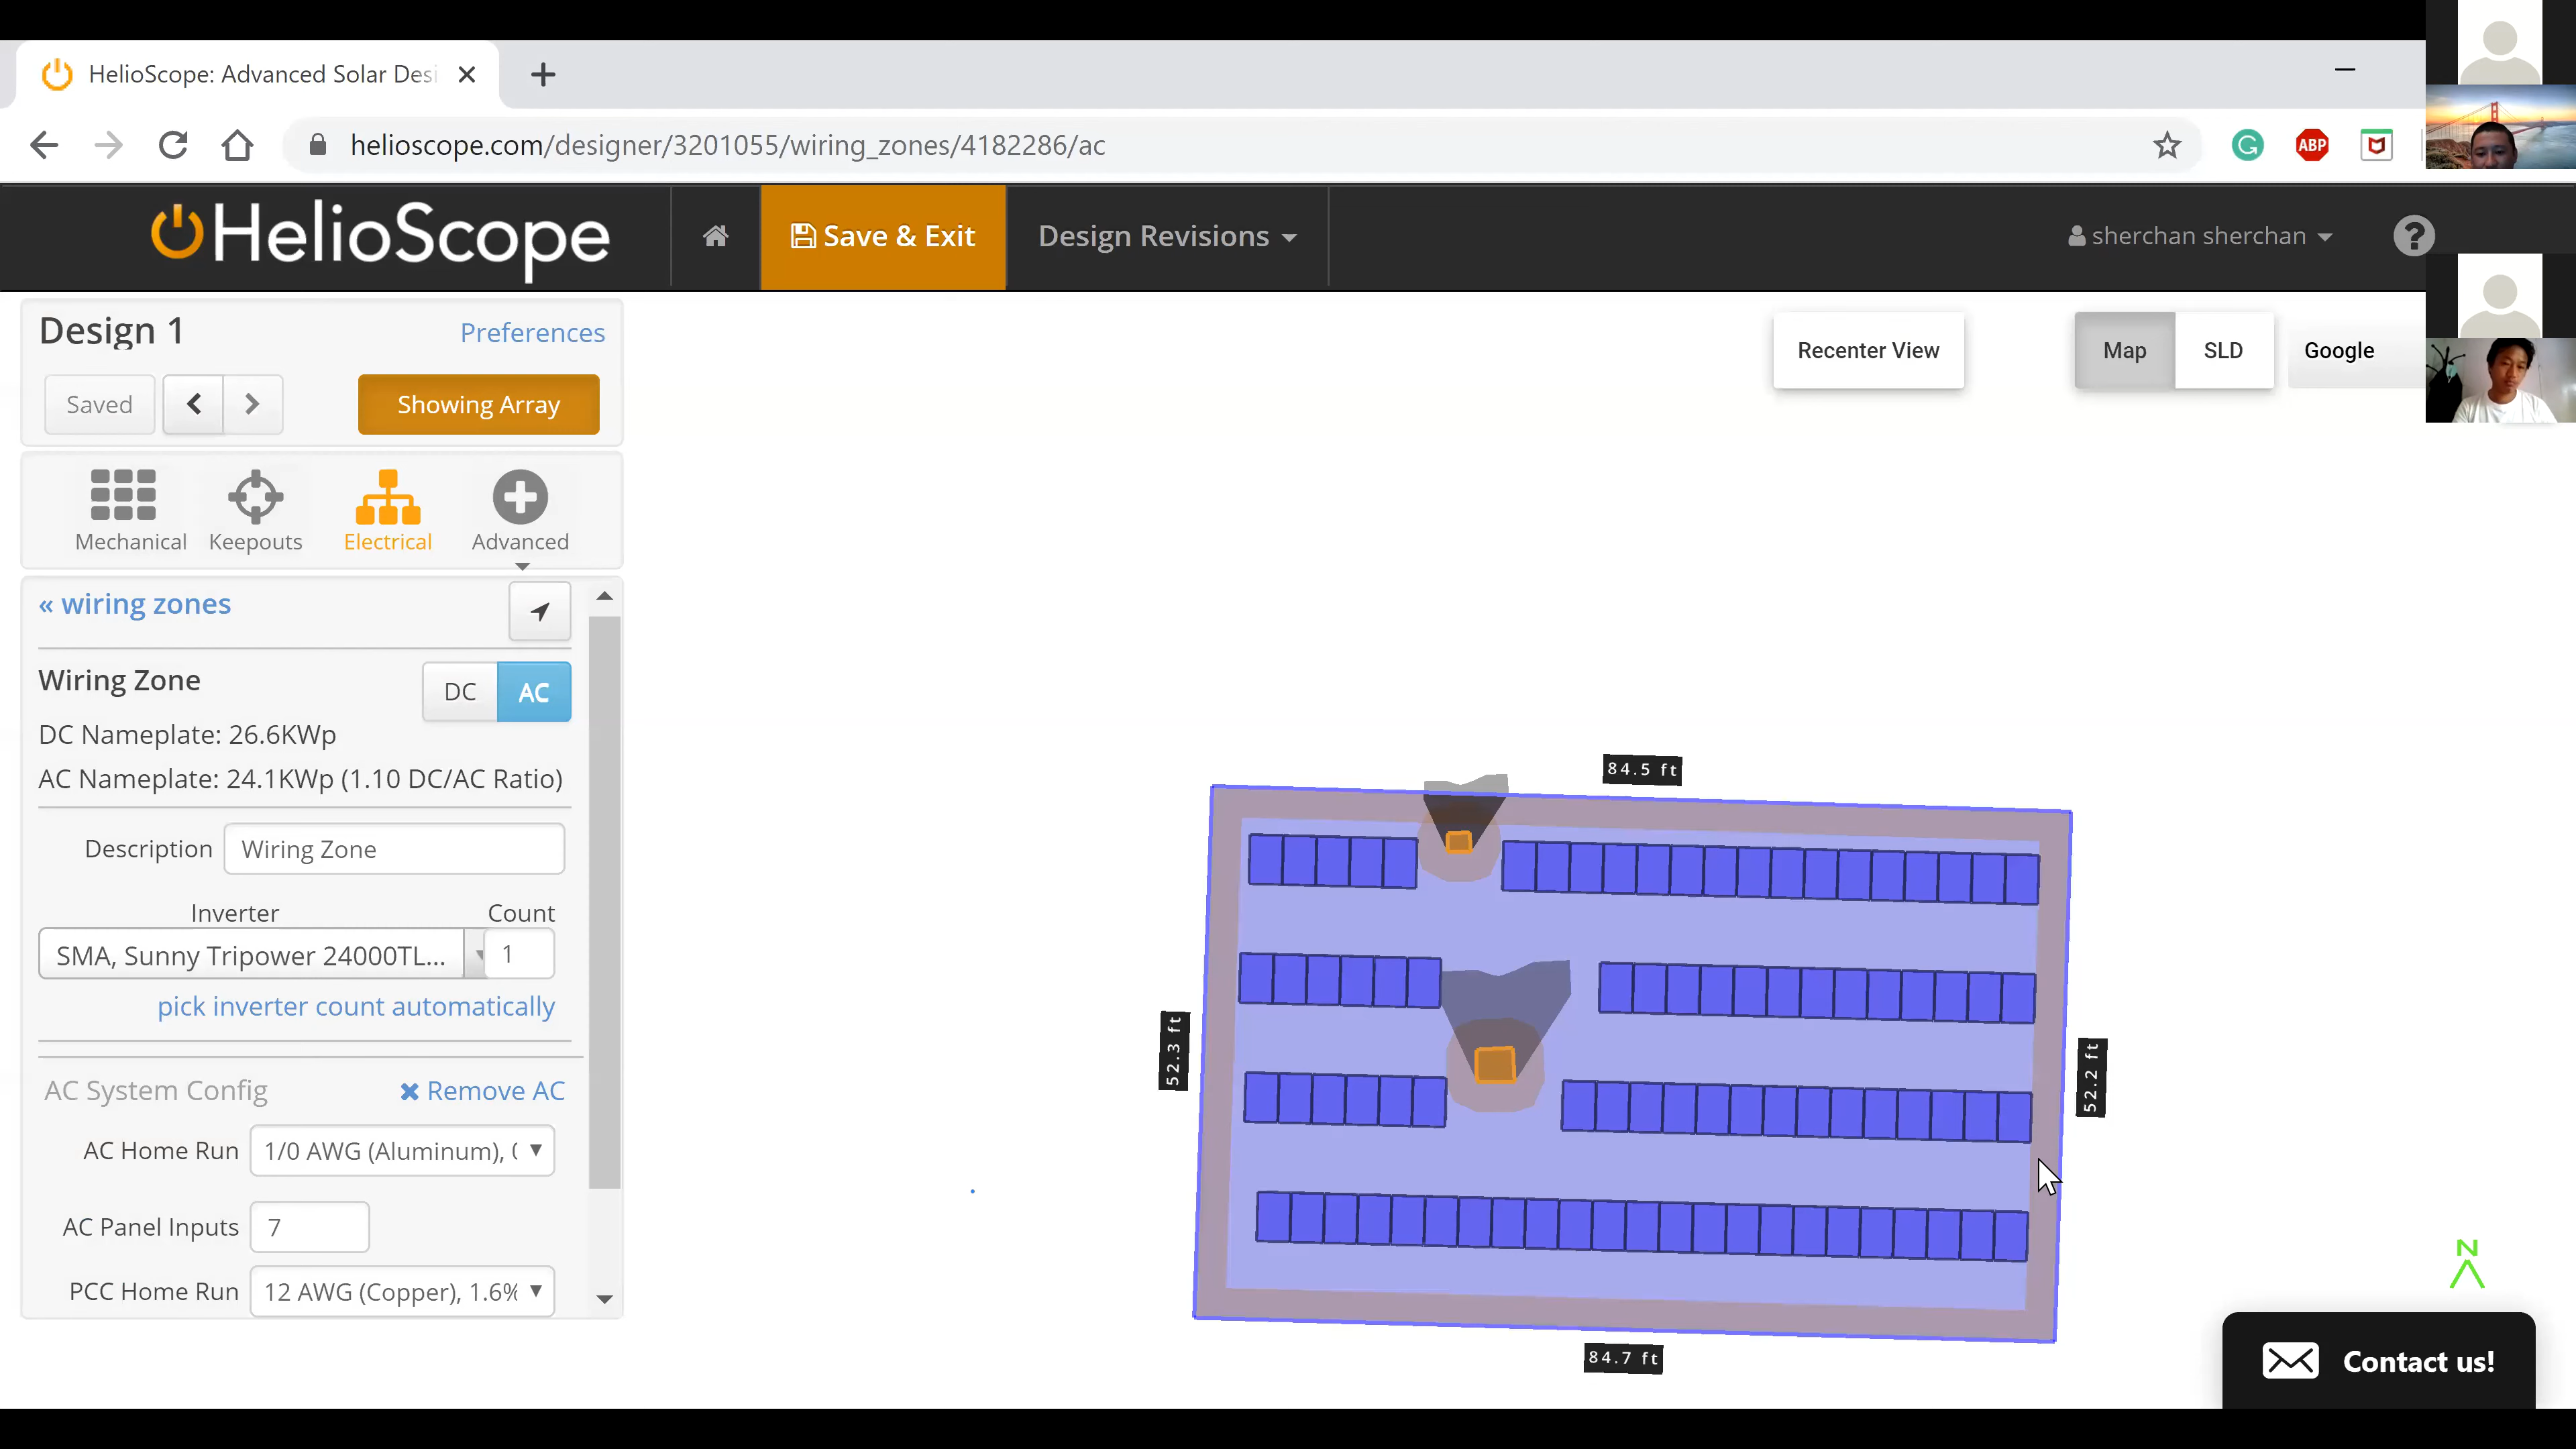 HelioScope: Advanced Solar Desi
helioscope.com/designer/3201055/wiring_zones/4182286/ac
ABP
HelioScope
Save & Exit
Design Revisions
sherchan sherchan
?
Design 1
Preferences
Saved
Showing Array
Recenter View
Map
SLD
Google
Mechanical
Keepouts
Electrical
Advanced
« wiring zones
Wiring Zone
DC
AC
DC Nameplate: 26.6KWp
AC Nameplate: 24.1KWp (1.10 DC/AC Ratio)
Description
Wiring Zone
Inverter
Count
SMA, Sunny Tripower 24000TL...
1
pick inverter count automatically
AC System Config
Remove AC
AC Home Run
1/0 AWG (Aluminum), (
AC Panel Inputs
7
PCC Home Run
12 AWG (Copper), 1.6%
84.5 ft
52.3 ft
52.2 ft
84.7 ft
N
Contact us!